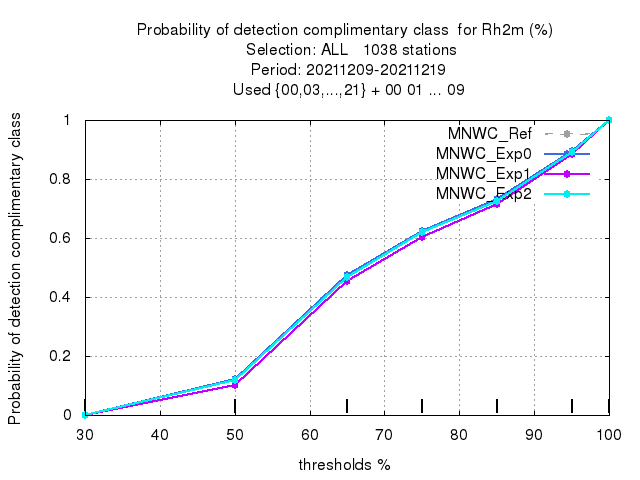 Probability of detection complimentary class  for Rh2m (%)
Selection: ALL   1038 stations
Period: 20211209-20211219
Used {00,03,...,21} + 00 01 ... 09
Probability of detection complimentary class
1
0.8
0.6
0.4
0.2
0
MNWC_Ref
MNWC_Exp0
MNWC_Exp1
MNWC_Exp2
30 40 50 60 70 80 90 100
thresholds %